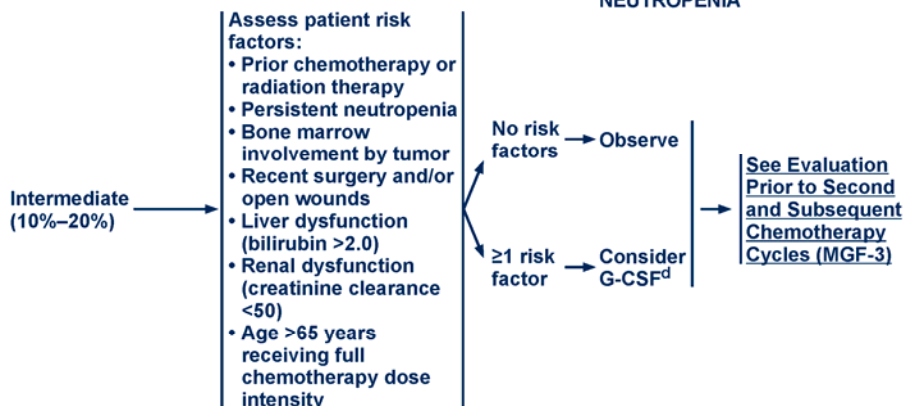 NEUTROPENIA
Intermediate
(10%–20%)
Assess patient risk
factors:
• Prior chemotherapy or
radiation therapy
• Persistent neutropenia
• Bone marrow
involvement by tumor
• Recent surgery and/or
open wounds
• Liver dysfunction
(bilirubin >2.0)
• Renal dysfunction
(creatinine clearance
<50)
• Age >65 years
receiving full
chemotherapy dose
intensity
No risk
factors
Observe
≥1 risk
factor
Consider
G-CSFᵈ
See Evaluation
Prior to Second
and Subsequent
Chemotherapy
Cycles (MGF-3)